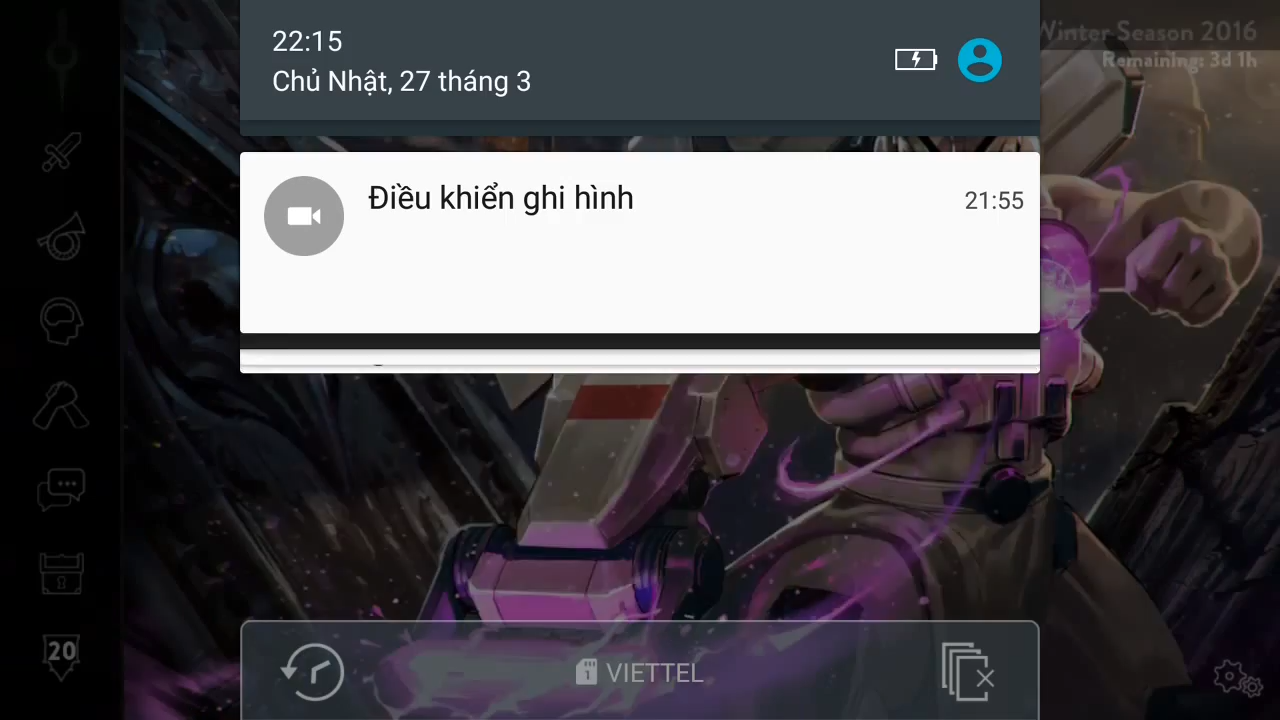 22:15
Chủ Nhật, 27 tháng 3
Winter Season 2016
Remaining: 3d 1h
Điều khiển ghi hình
21:55
20
1 VIETTEL